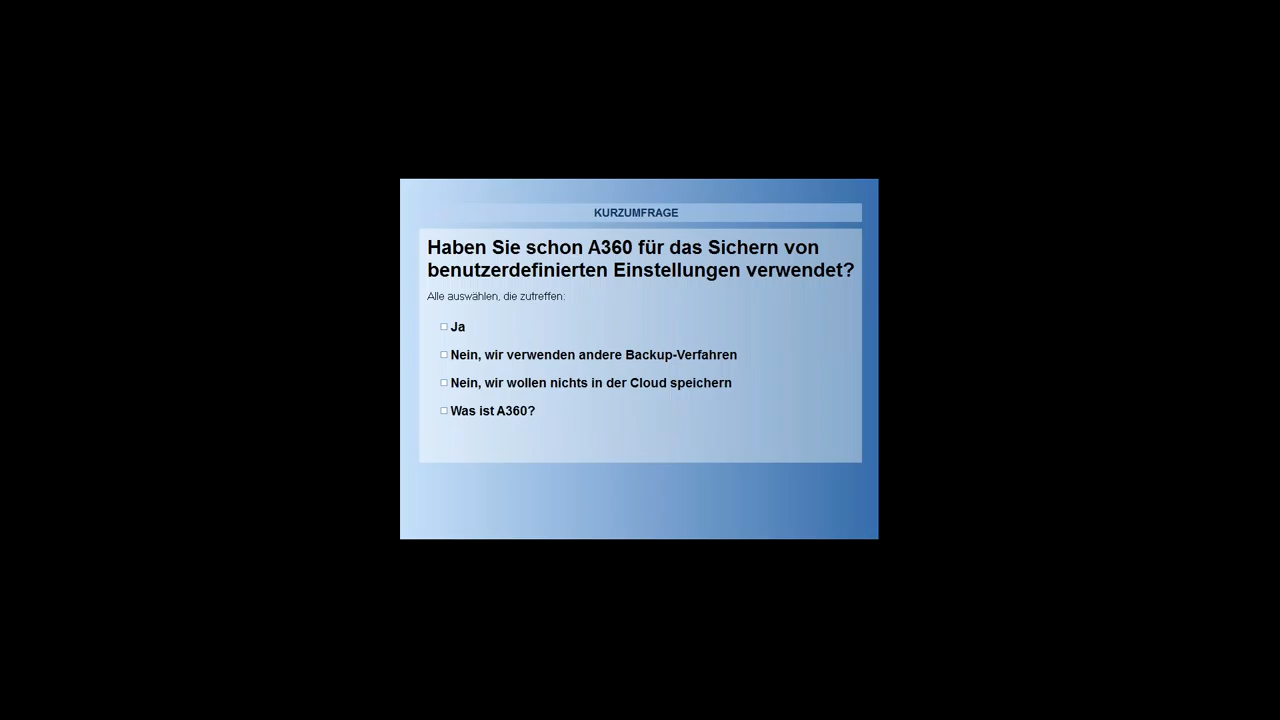 KURZUMFRAGE
Haben Sie schon A360 für das Sichern von
benutzerdefinierten Einstellungen verwendet?
Alle auswählen, die zutreffen:
Ja
Nein, wir verwenden andere Backup-Verfahren
Nein, wir wollen nichts in der Cloud speichern
Was ist A360?